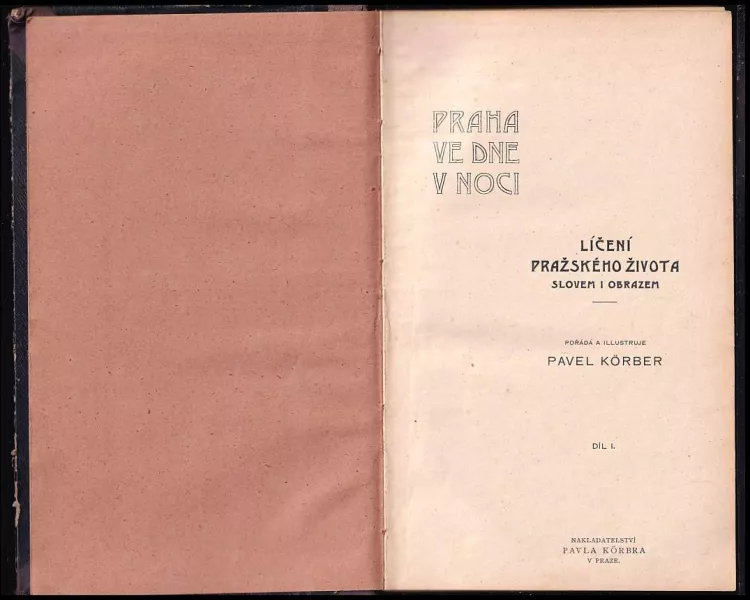 PRAHA
VE DNE
V NOCI
LÍČENÍ
PRAŽSKÉHO ŽIVOTA
SLOVEM I OBRAZEM
POŘÁDÁ A ILLUSTRUJE
PAVEL KÖRBER
DÍL I.
NAKLADATELSTVÍ
PAVLA KÖRBRA
V PRAZE.